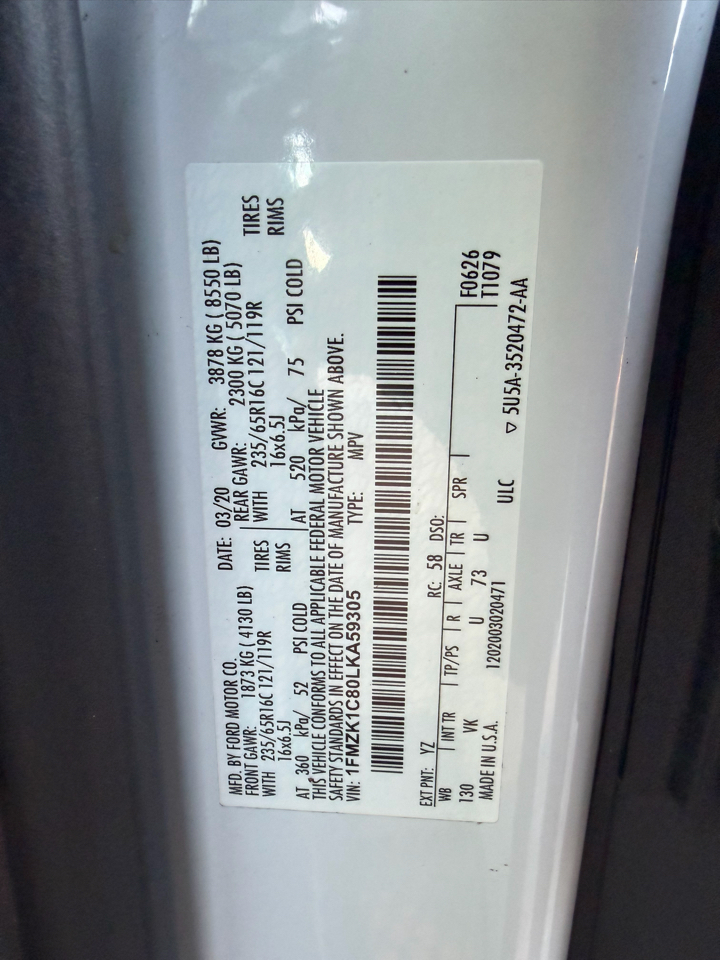 MFD. BY FORD MOTOR CO. DATE: 03/20 GVWR: 3878 KG ( 8550 LB)
FRONT GAWR: 1873 KG ( 4130 LB) REAR GAWR: 2300 KG ( 5070 LB)
WITH 235/65R16C 121/119R TIRES WITH 235/65R16C 121/119R TIRES
16x6.5J RIMS 16x6.5J RIMS
AT 360 kPa/ 52 PSI COLD AT 520 kPa/ 75 PSI COLD
THIS VEHICLE CONFORMS TO ALL APPLICABLE FEDERAL MOTOR VEHICLE
SAFETY STANDARDS IN EFFECT ON THE DATE OF MANUFACTURE SHOWN ABOVE.
VIN: 1FMZK1C80LKA59305 TYPE: MPV
EXT PNT: YZ RC: 58 DSO:
WB INT TR TP/PS R AXLE TR SPR F0626
130 VK U 73 U T1079
MADE IN U.S.A. 1202003020471 ULC ▽ 5U5A-3520472-AA